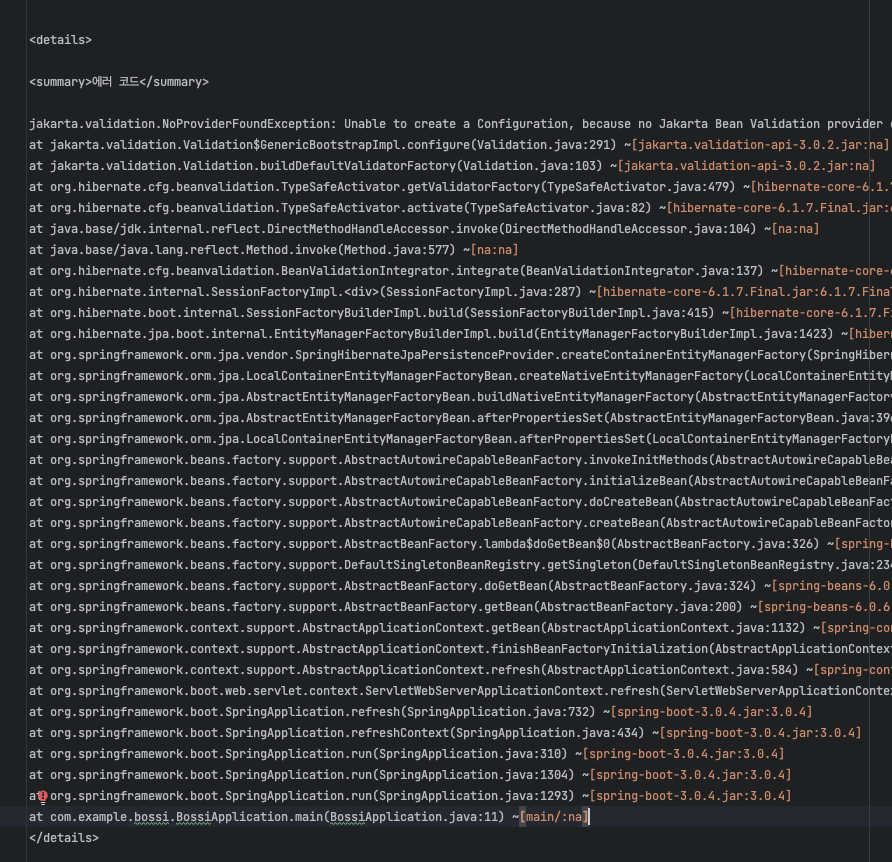 <details>
<summary>에러 코드</summary>
jakarta.validation.NoProviderFoundException: Unable to create a Configuration, because no Jakarta Bean Validation provider
at jakarta.validation.Validation$GenericBootstrapImpl.configure(Validation.java:291) ~[jakarta.validation-api-3.0.2.jar:na]
at jakarta.validation.Validation.buildDefaultValidatorFactory(Validation.java:103) ~[jakarta.validation-api-3.0.2.jar:na]
at org.hibernate.cfg.beanvalidation.TypeSafeActivator.getValidatorFactory(TypeSafeActivator.java:479) ~[hibernate-core-6.1.7
at org.hibernate.cfg.beanvalidation.TypeSafeActivator.activate(TypeSafeActivator.java:82) ~[hibernate-core-6.1.7.Final.jar:
at java.base/jdk.internal.reflect.DirectMethodHandleAccessor.invoke(DirectMethodHandleAccessor.java:104) ~[na:na]
at java.base/java.lang.reflect.Method.invoke(Method.java:577) ~[na:na]
at org.hibernate.cfg.beanvalidation.BeanValidationIntegrator.integrate(BeanValidationIntegrator.java:137) ~[hibernate-core-
at org.hibernate.internal.SessionFactoryImpl.<div>(SessionFactoryImpl.java:287) ~[hibernate-core-6.1.7.Final.jar:6.1.7.Fina
at org.hibernate.boot.internal.SessionFactoryBuilderImpl.build(SessionFactoryBuilderImpl.java:415) ~[hibernate-core-6.1.7.F
at org.hibernate.jpa.boot.internal.EntityManagerFactoryBuilderImpl.build(EntityManagerFactoryBuilderImpl.java:1423) ~[hiber
at org.springframework.orm.jpa.vendor.SpringHibernateJpaPersistenceProvider.createContainerEntityManagerFactory(SpringHiber
at org.springframework.orm.jpa.LocalContainerEntityManagerFactoryBean.createNativeEntityManagerFactory(LocalContainerEntity
at org.springframework.orm.jpa.AbstractEntityManagerFactoryBean.buildNativeEntityManagerFactory(AbstractEntityManagerFactor
at org.springframework.orm.jpa.AbstractEntityManagerFactoryBean.afterPropertiesSet(AbstractEntityManagerFactoryBean.java:39
at org.springframework.orm.jpa.LocalContainerEntityManagerFactoryBean.afterPropertiesSet(LocalContainerEntityManagerFactory
at org.springframework.beans.factory.support.AbstractAutowireCapableBeanFactory.invokeInitMethods(AbstractAutowireCapableBea
at org.springframework.beans.factory.support.AbstractAutowireCapableBeanFactory.initializeBean(AbstractAutowireCapableBeanFa
at org.springframework.beans.factory.support.AbstractAutowireCapableBeanFactory.doCreateBean(AbstractAutowireCapableBeanFact
at org.springframework.beans.factory.support.AbstractAutowireCapableBeanFactory.createBean(AbstractAutowireCapableBeanFacto
at org.springframework.beans.factory.support.AbstractBeanFactory.lambda$doGetBean$0(AbstractBeanFactory.java:326) ~[spring-
at org.springframework.beans.factory.support.DefaultSingletonBeanRegistry.getSingleton(DefaultSingletonBeanRegistry.java:234
at org.springframework.beans.factory.support.AbstractBeanFactory.doGetBean(AbstractBeanFactory.java:324) ~[spring-beans-6.0
at org.springframework.beans.factory.support.AbstractBeanFactory.getBean(AbstractBeanFactory.java:200) ~[spring-beans-6.0.6
at org.springframework.context.support.AbstractApplicationContext.getBean(AbstractApplicationContext.java:1132) ~[spring-con
at org.springframework.context.support.AbstractApplicationContext.finishBeanFactoryInitialization(AbstractApplicationContext
at org.springframework.context.support.AbstractApplicationContext.refresh(AbstractApplicationContext.java:584) ~[spring-cont
at org.springframework.boot.web.servlet.context.ServletWebServerApplicationContext.refresh(ServletWebServerApplicationConte
at org.springframework.boot.SpringApplication.refresh(SpringApplication.java:732) ~[spring-boot-3.0.4.jar:3.0.4]
at org.springframework.boot.SpringApplication.refreshContext(SpringApplication.java:434) ~[spring-boot-3.0.4.jar:3.0.4]
at org.springframework.boot.SpringApplication.run(SpringApplication.java:310) ~[spring-boot-3.0.4.jar:3.0.4]
at org.springframework.boot.SpringApplication.run(SpringApplication.java:1304) ~[spring-boot-3.0.4.jar:3.0.4]
at org.springframework.boot.SpringApplication.run(SpringApplication.java:1293) ~[spring-boot-3.0.4.jar:3.0.4]
at com.example.bossi.BossiApplication.main(BossiApplication.java:11) ~[main/:na]
</details>